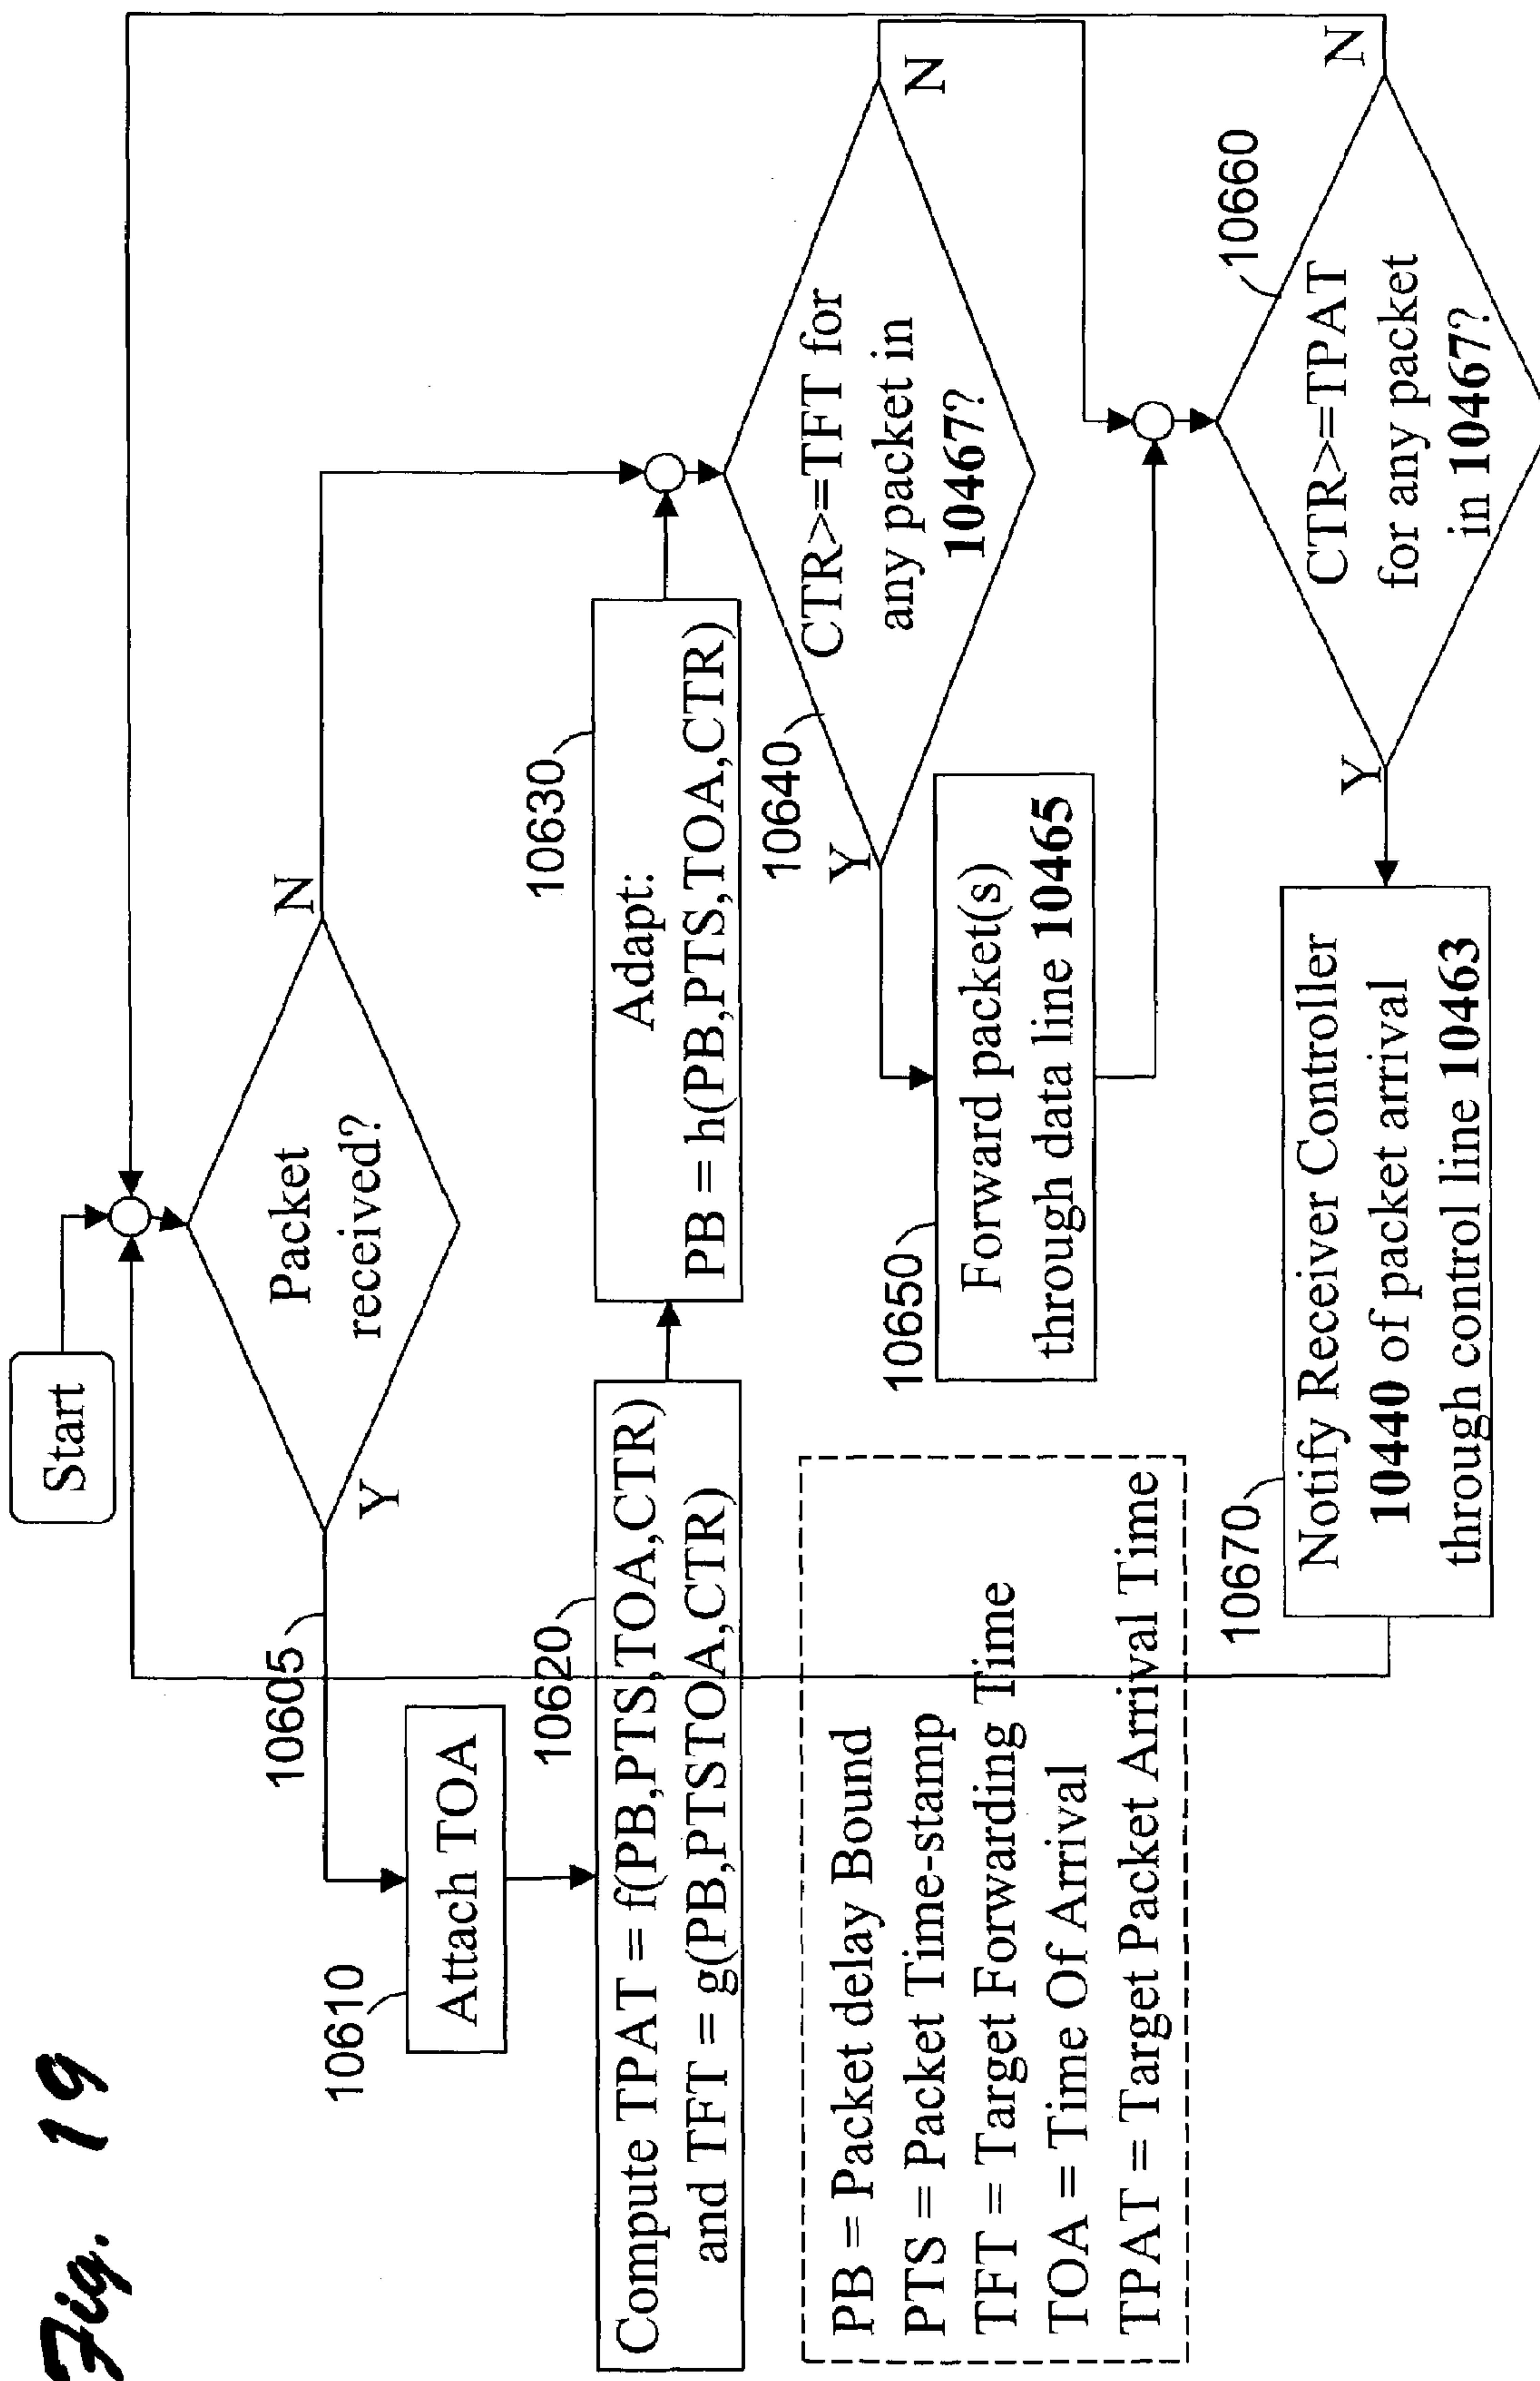 Fig. 19
Start
Packet
received?
Y
N
10605
10610
Attach TOA
10620
Compute TPAT = f(PB,PTS,TOA,CTR)
and TFT = g(PB,PTSTOA,CTR)
10630
Adapt:
PB = h(PB,PTS,TOA,CTR)
10640
CTR>=TFT for
any packet in
10467?
Y
N
10650
Forward packet(s)
through data line 10465
10660
CTR>=TPAT
for any packet
in 10467?
Y
N
10670
Notify Receiver Controller
10440 of packet arrival
through control line 10463
PB = Packet delay Bound
PTS = Packet Time-stamp
TFT = Target Forwarding Time
TOA = Time Of Arrival
TPAT = Target Packet Arrival Time